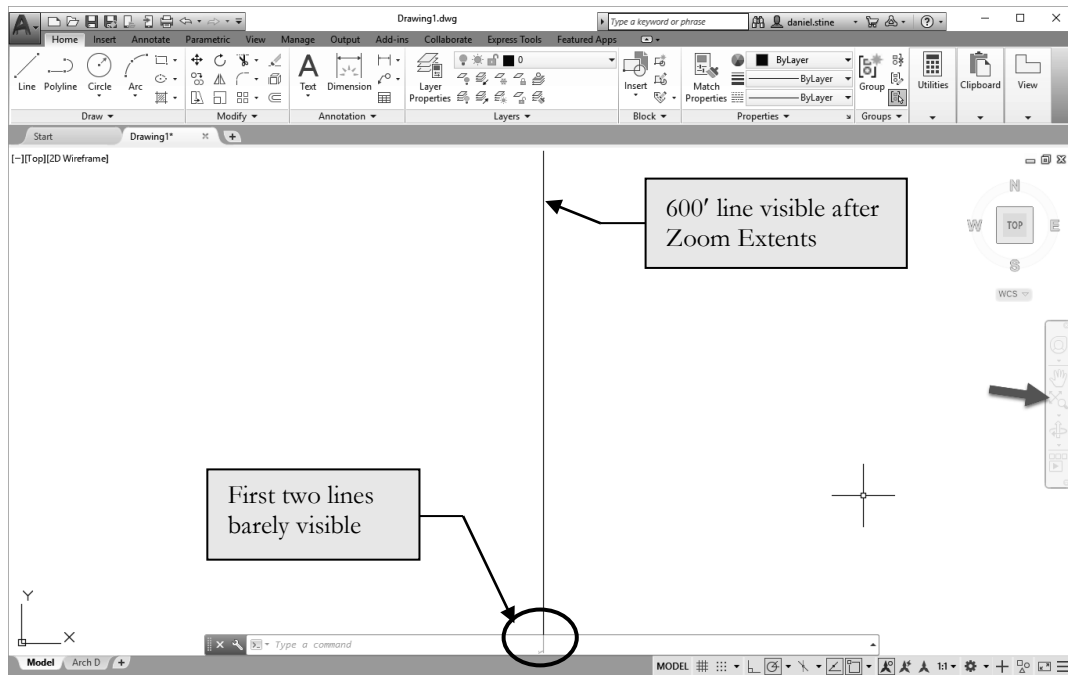 A
Drawing1.dwg
Type a keyword or phrase
daniel.stine
?
Home Insert Annotate Parametric View Manage Output Add-ins Collaborate Express Tools Featured Apps
Line Polyline Circle Arc
Draw
Modify
A
Text Dimension
Annotation
Layer Properties
0
Layers
Insert
Block
Match Properties
ByLayer
ByLayer
ByLayer
Properties
Group
Groups
Utilities
Clipboard
View
Start Drawing1*
[−][Top][2D Wireframe]
600′ line visible after
Zoom Extents
N
W TOP E
S
WCS
First two lines
barely visible
Y
X
Type a command
Model Arch D +
MODEL 1:1